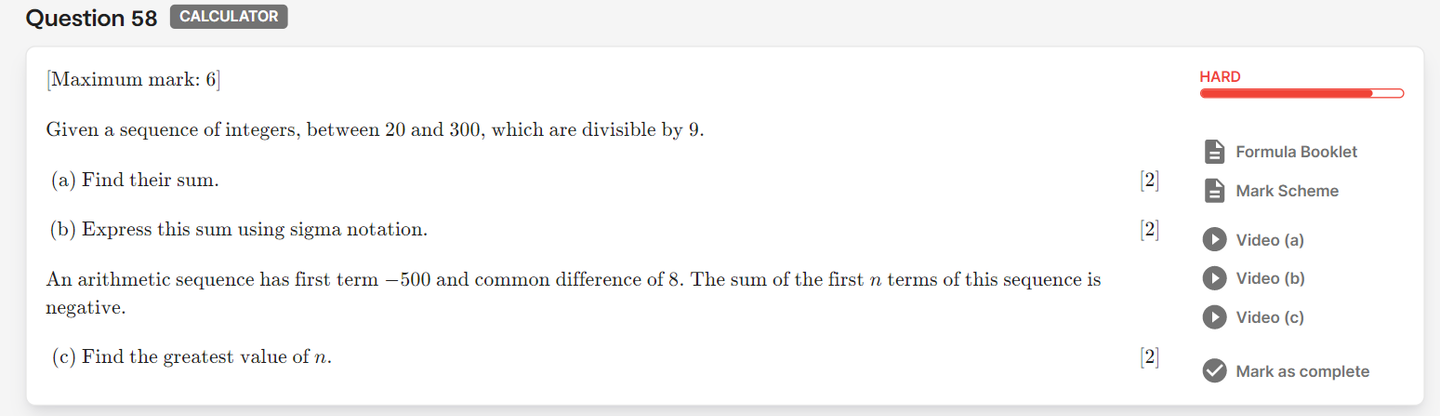 Question 58 CALCULATOR
[Maximum mark: 6]
HARD
Given a sequence of integers, between 20 and 300, which are divisible by 9.
Formula Booklet
(a) Find their sum. [2]
Mark Scheme
(b) Express this sum using sigma notation. [2]
Video (a)
An arithmetic sequence has first term −500 and common difference of 8. The sum of the first n terms of this sequence is
negative.
Video (b)
Video (c)
(c) Find the greatest value of n. [2]
Mark as complete